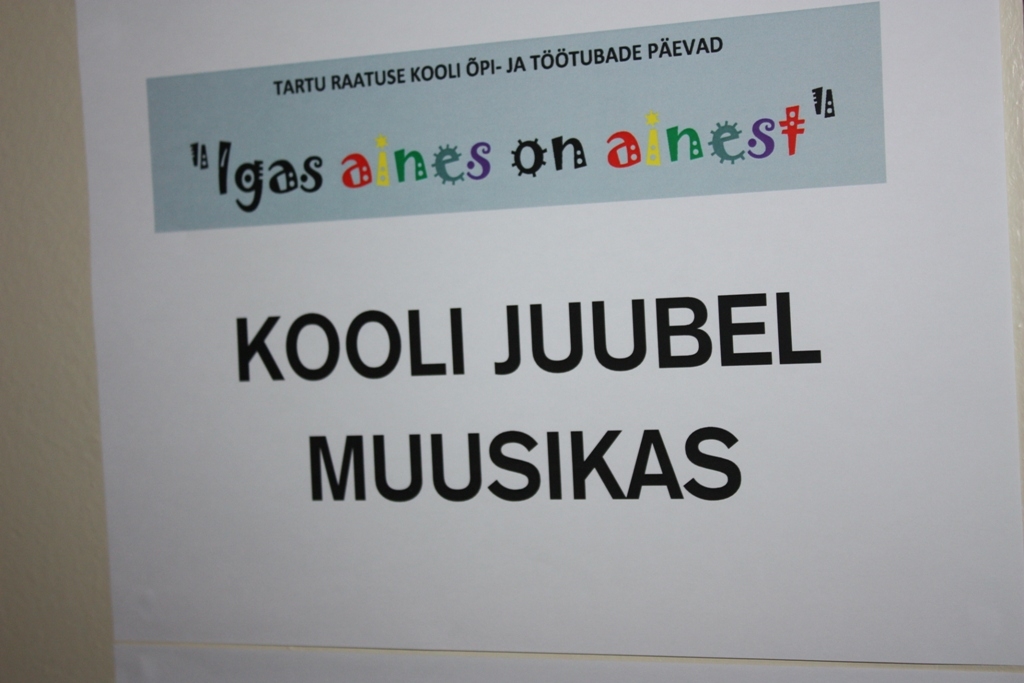 TARTU RAATUSE KOOLI ÕPI- JA TÖÖTUBADE PÄEVAD
"Igas aines on ainest"
KOOLI JUUBEL
MUUSIKAS